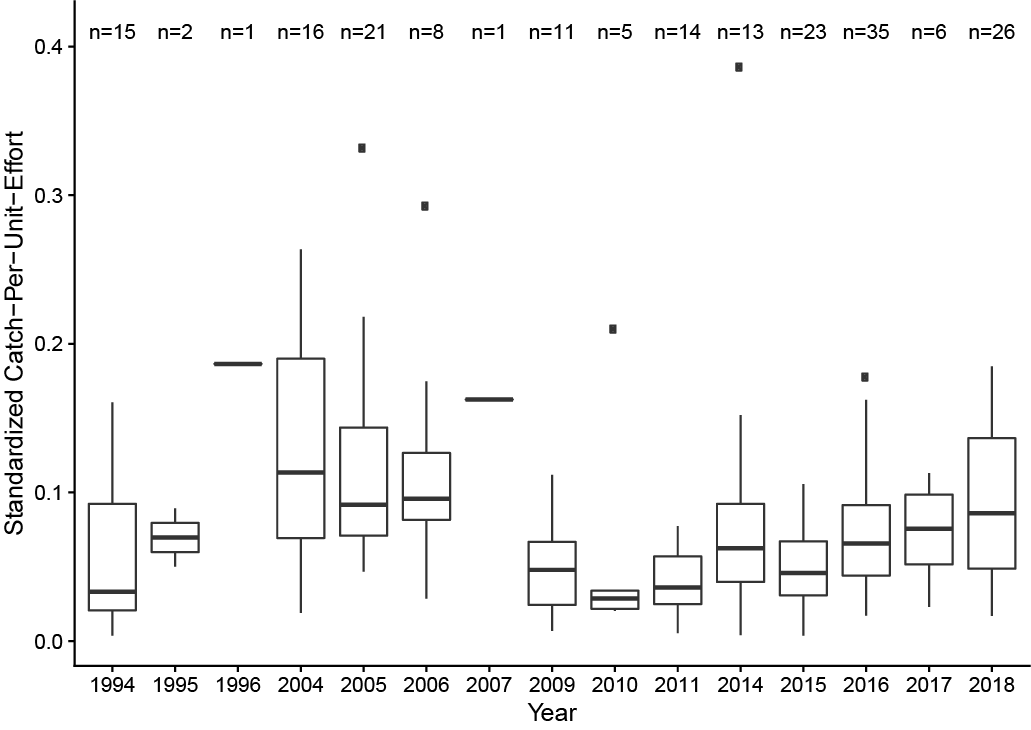 n=15 n=2 n=1 n=16 n=21 n=8 n=1 n=11 n=5 n=14 n=13 n=23 n=35 n=6 n=26
0.4
0.3
0.2
0.1
0.0
Standardized Catch−Per−Unit−Effort
1994 1995 1996 2004 2005 2006 2007 2009 2010 2011 2014 2015 2016 2017 2018
Year